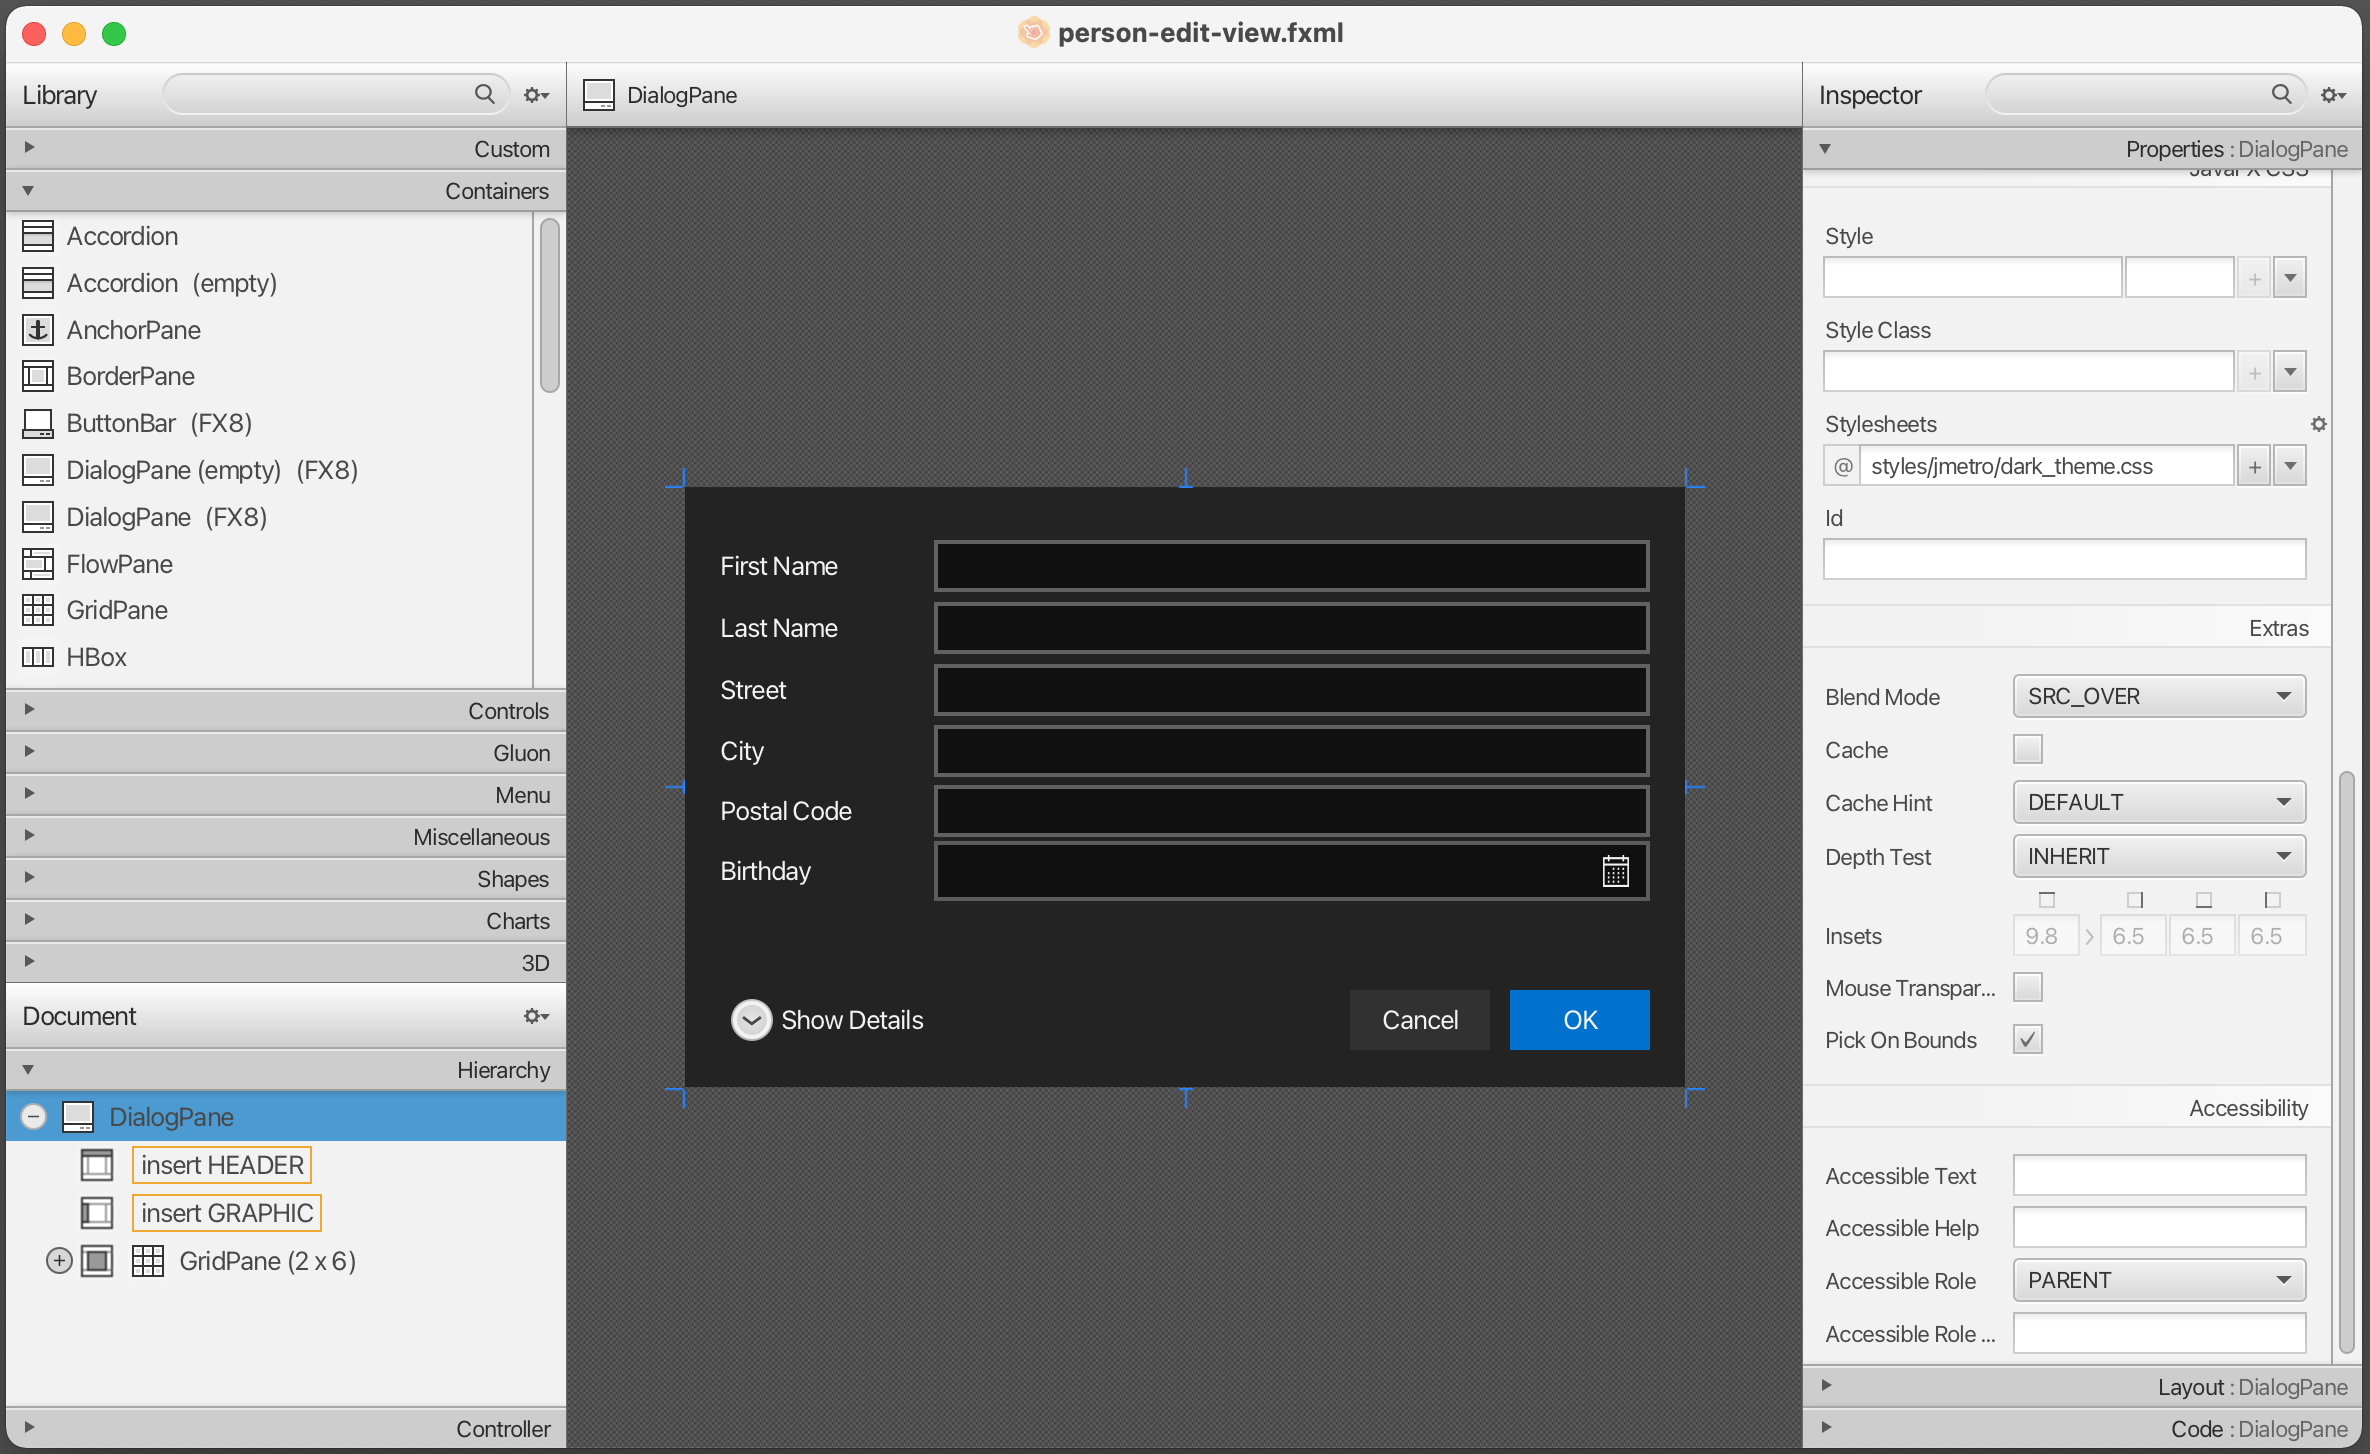 person-edit-view.fxml
Library
DialogPane
Inspector
Custom
Containers
Accordion
Accordion (empty)
AnchorPane
BorderPane
ButtonBar (FX8)
DialogPane (empty) (FX8)
DialogPane (FX8)
FlowPane
GridPane
HBox
Controls
Gluon
Menu
Miscellaneous
Shapes
Charts
3D
Document
Hierarchy
DialogPane
insert HEADER
insert GRAPHIC
GridPane (2 x 6)
Controller
First Name
Last Name
Street
City
Postal Code
Birthday
Show Details
Cancel
OK
Properties : DialogPane
JavaFX CSS
Style
+
Style Class
+
Stylesheets
@ styles/jmetro/dark_theme.css +
Id
Extras
Blend Mode SRC_OVER
Cache
Cache Hint DEFAULT
Depth Test INHERIT
Insets 9.8 6.5 6.5 6.5
Mouse Transpar...
Pick On Bounds
Accessibility
Accessible Text
Accessible Help
Accessible Role PARENT
Accessible Role ...
Layout : DialogPane
Code : DialogPane